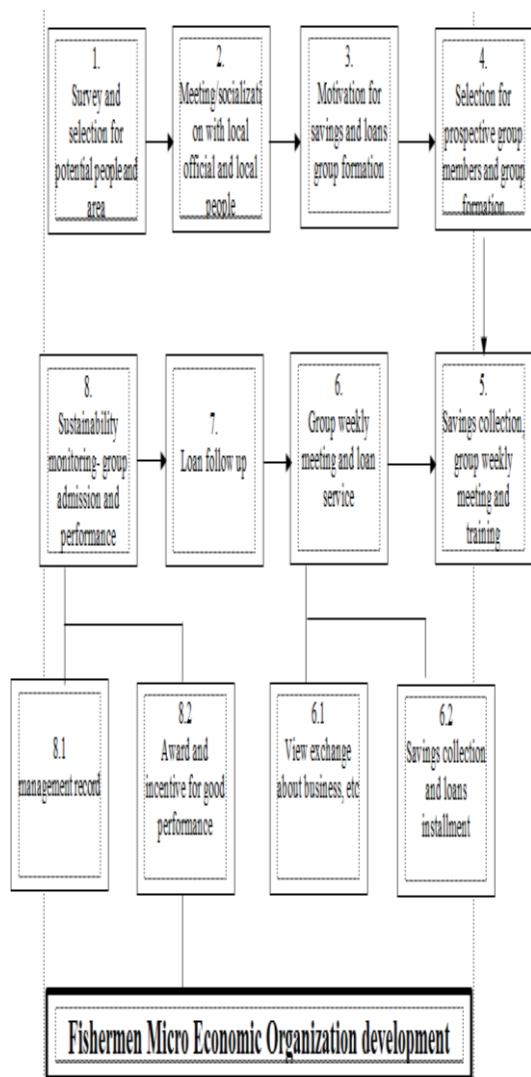 1.
Survey and
selection for
potential people and
area
2.
Meeting/socializati
on with local
official and local
people
3.
Motivation for
savings and loans
group formation
4.
Selection for
prospective group
members and group
formation
8.
Sustainability
monitoring- group
admission and
performance
7.
Loan follow up
6.
Group weekly
meeting and loan
service
5.
Savings collection,
group weekly
meeting and
training
8.1
management record
8.2
Award and
incentive for good
performance
6.1
View exchange
about business, etc
6.2
Savings collection
and loans
installment
Fishermen Micro Economic Organization development